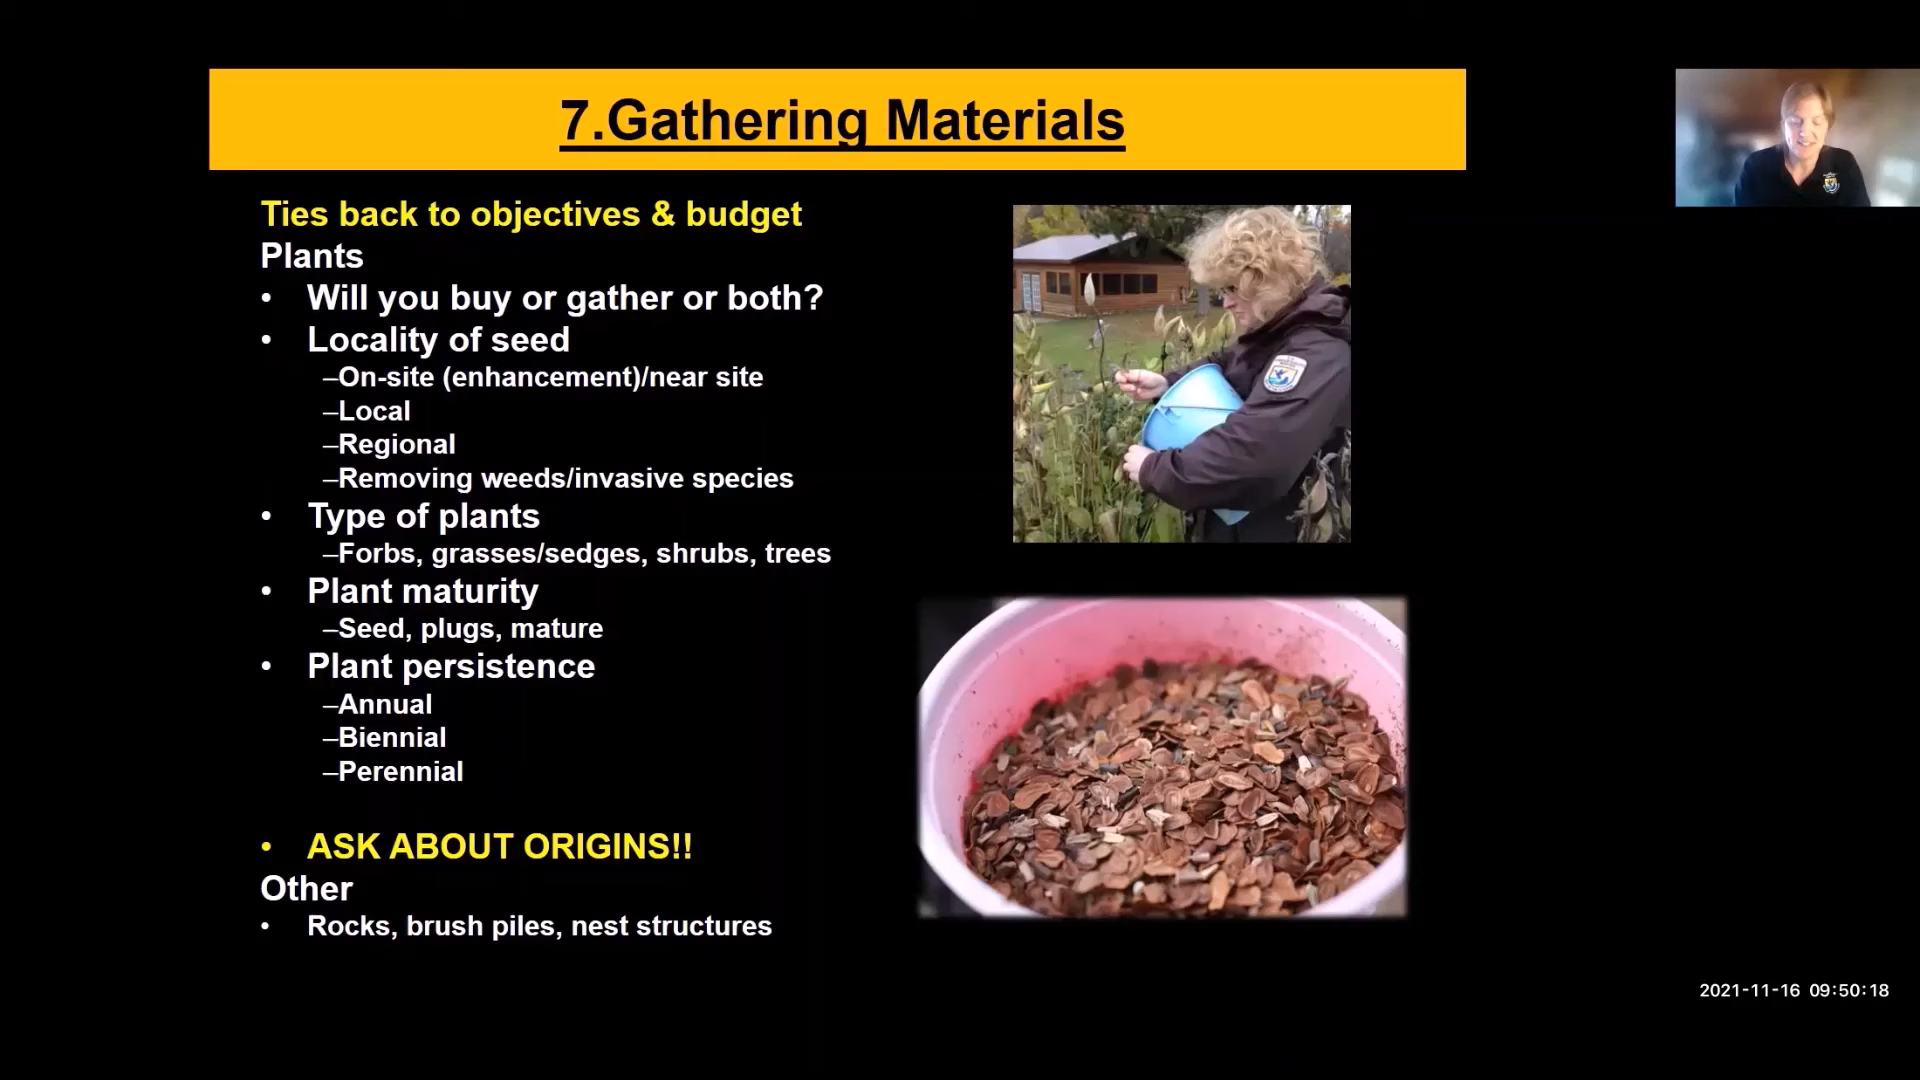 7.Gathering Materials
Ties back to objectives & budget
Plants
• Will you buy or gather or both?
• Locality of seed
–On-site (enhancement)/near site
–Local
–Regional
–Removing weeds/invasive species
• Type of plants
–Forbs, grasses/sedges, shrubs, trees
• Plant maturity
–Seed, plugs, mature
• Plant persistence
–Annual
–Biennial
–Perennial
• ASK ABOUT ORIGINS!!
Other
• Rocks, brush piles, nest structures
2021-11-16 09:50:18